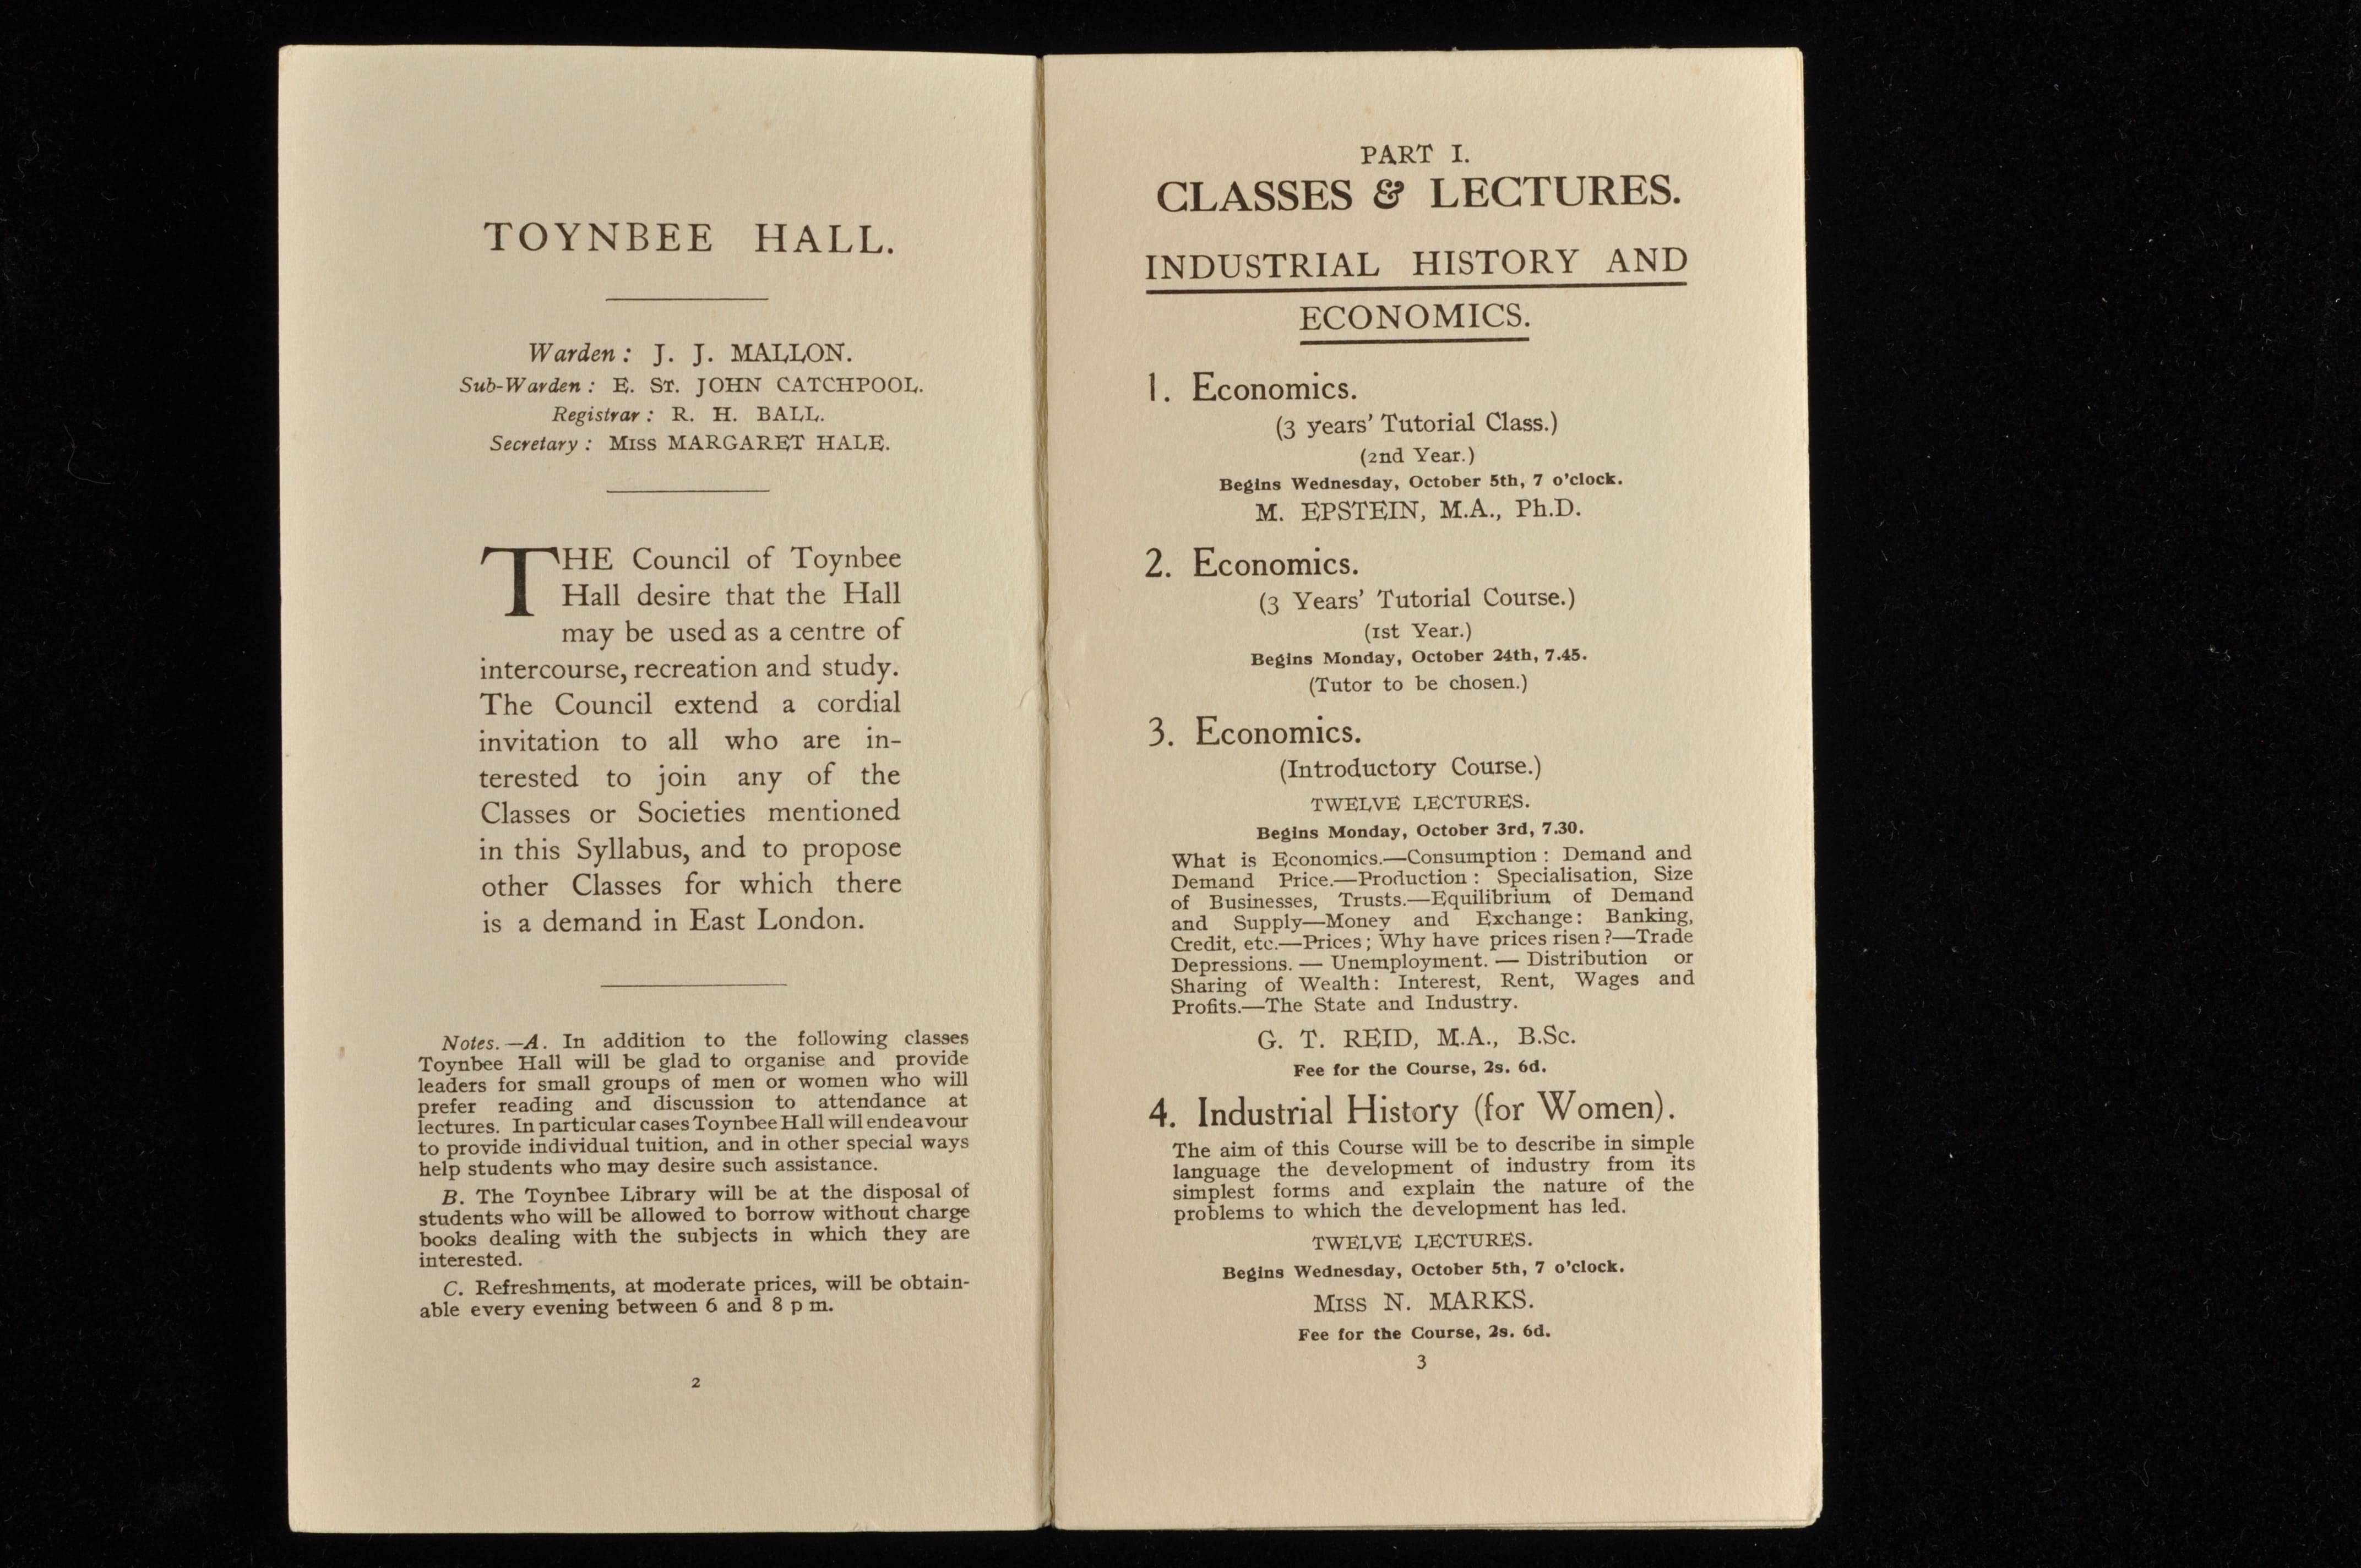 TOYNBEE HALL.
Warden: J. J. MALLON.
Sub-Warden: E. ST. JOHN CATCHPOOL.
Registrar: R. H. BALL.
Secretary: MISS MARGARET HALE.
THE Council of Toynbee
Hall desire that the Hall
may be used as a centre of
intercourse, recreation and study.
The Council extend a cordial
invitation to all who are in-
terested to join any of the
Classes or Societies mentioned
in this Syllabus, and to propose
other Classes for which there
is a demand in East London.
Notes.—A. In addition to the following classes
Toynbee Hall will be glad to organise and provide
leaders for small groups of men or women who will
prefer reading and discussion to attendance at
lectures. In particular cases Toynbee Hall will endeavour
to provide individual tuition, and in other special ways
help students who may desire such assistance.
B. The Toynbee Library will be at the disposal of
students who will be allowed to borrow without charge
books dealing with the subjects in which they are
interested.
C. Refreshments, at moderate prices, will be obtain-
able every evening between 6 and 8 p m.
2
PART I.
CLASSES & LECTURES.
INDUSTRIAL HISTORY AND
ECONOMICS.
1. Economics.
(3 years' Tutorial Class.)
(2nd Year.)
Begins Wednesday, October 5th, 7 o'clock.
M. EPSTEIN, M.A., Ph.D.
2. Economics.
(3 Years' Tutorial Course.)
(1st Year.)
Begins Monday, October 24th, 7.45.
(Tutor to be chosen.)
3. Economics.
(Introductory Course.)
TWELVE LECTURES.
Begins Monday, October 3rd, 7.30.
What is Economics.—Consumption: Demand and
Demand Price.—Production: Specialisation, Size
of Businesses, Trusts.—Equilibrium of Demand
and Supply—Money and Exchange: Banking,
Credit, etc.—Prices; Why have prices risen?—Trade
Depressions. — Unemployment. — Distribution or
Sharing of Wealth: Interest, Rent, Wages and
Profits.—The State and Industry.
G. T. REID, M.A., B.Sc.
Fee for the Course, 2s. 6d.
4. Industrial History (for Women).
The aim of this Course will be to describe in simple
language the development of industry from its
simplest forms and explain the nature of the
problems to which the development has led.
TWELVE LECTURES.
Begins Wednesday, October 5th, 7 o'clock.
MISS N. MARKS.
Fee for the Course, 2s. 6d.
3